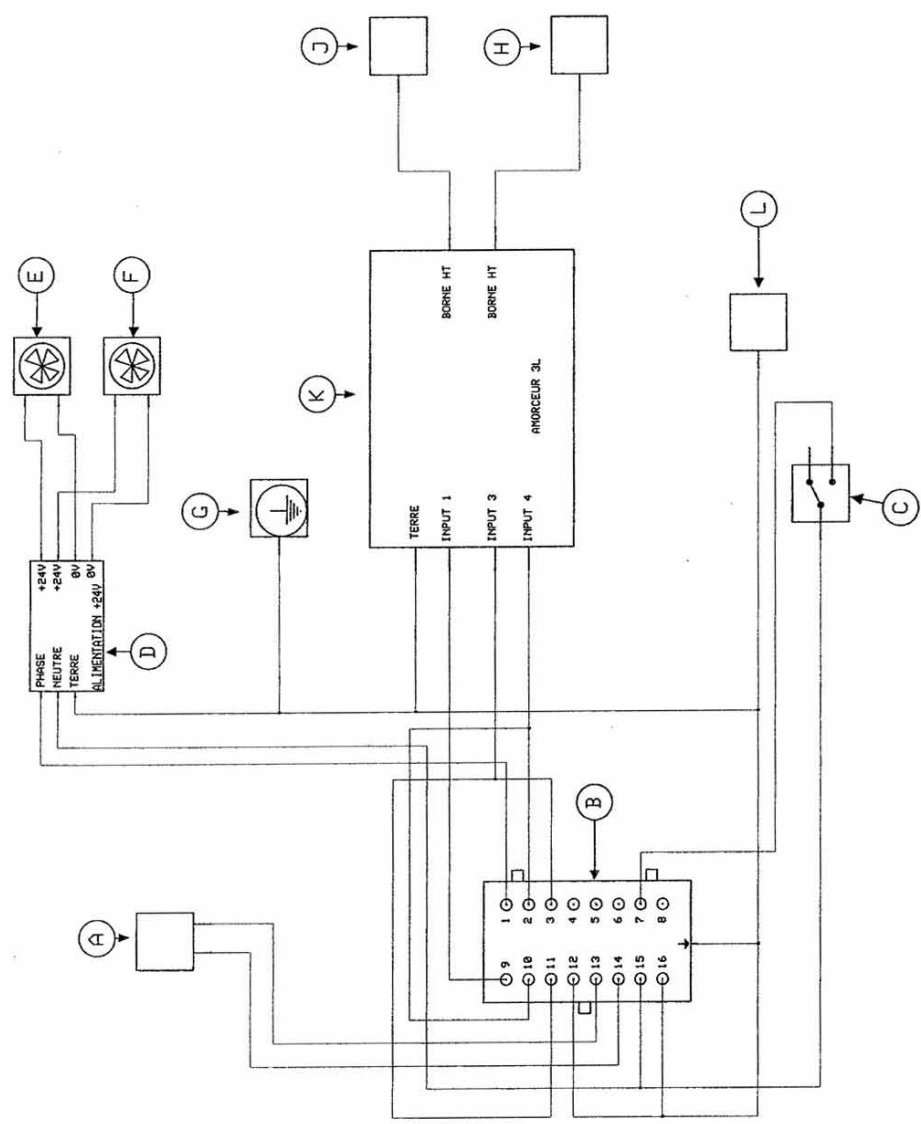 J
H
E
F
K
G
L
C
D
B
A
PHASE
NEUTRE
TERRE
+24V
+24V
0V
0V
ALIMENTATION +24V
TERRE
INPUT 1
INPUT 3
INPUT 4
BORNE HT
BORNE HT
AMORCEUR 3L
1
2
3
4
5
6
7
8
9
10
11
12
13
14
15
16